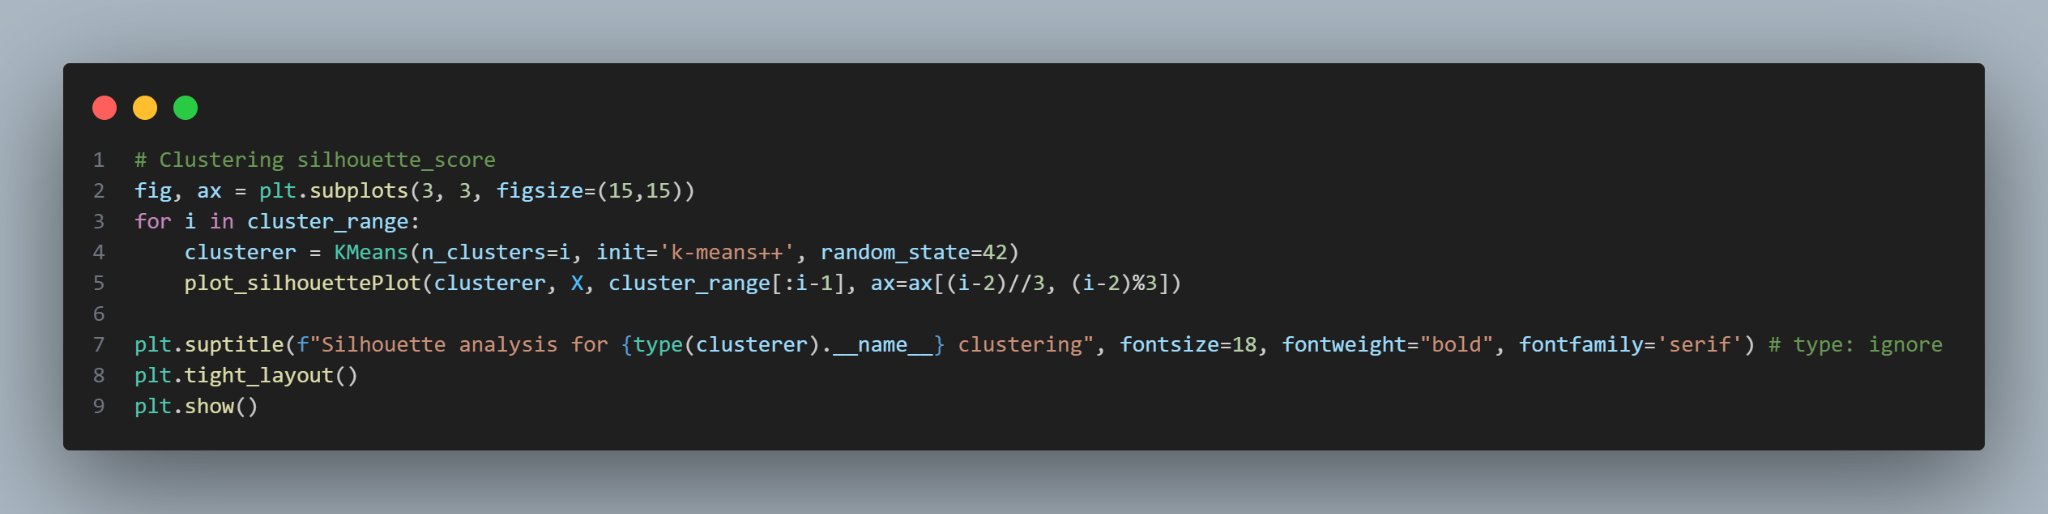 1 # Clustering silhouette_score
2 fig, ax = plt.subplots(3, 3, figsize=(15,15))
3 for i in cluster_range:
4     clusterer = KMeans(n_clusters=i, init='k-means++', random_state=42)
5     plot_silhouettePlot(clusterer, X, cluster_range[:i-1], ax=ax[(i-2)//3, (i-2)%3])
6
7 plt.suptitle(f"Silhouette analysis for {type(clusterer).__name__} clustering", fontsize=18, fontweight="bold", fontfamily='serif') # type: ignore
8 plt.tight_layout()
9 plt.show()